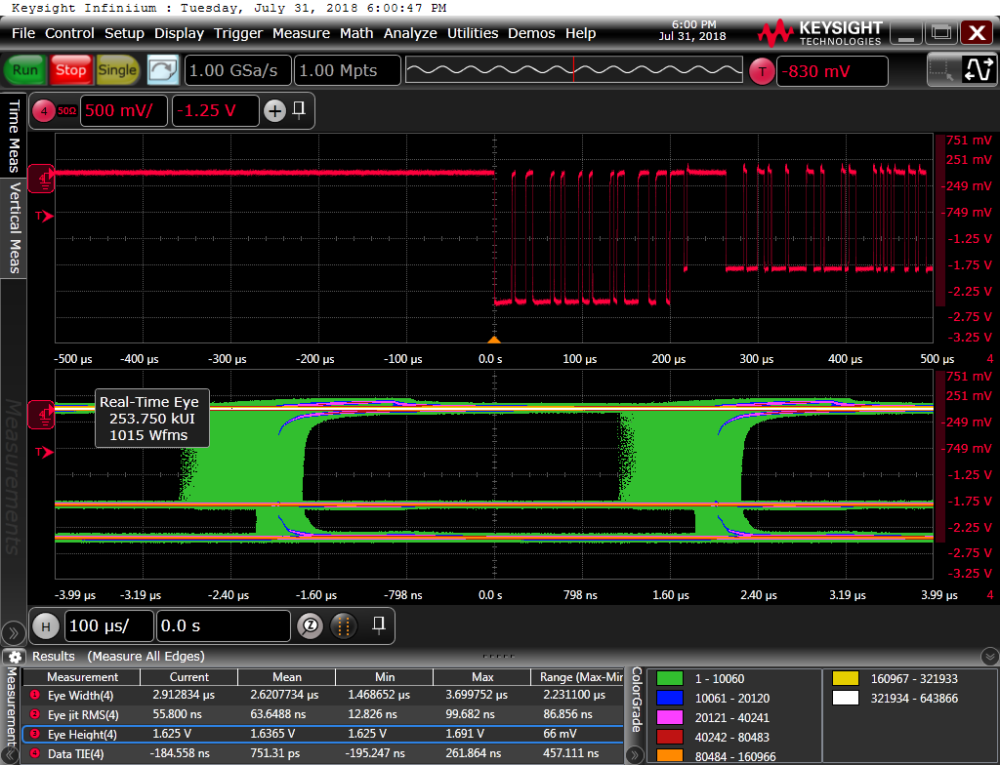 Keysight Infiniium : Tuesday, July 31, 2018 6:00:47 PM
File Control Setup Display Trigger Measure Math Analyze Utilities Demos Help
6:00 PM
Jul 31, 2018
KEYSIGHT
TECHNOLOGIES
X
Run Stop Single 1.00 GSa/s 1.00 Mpts T -830 mV
4 50Ω 500 mV/ -1.25 V
Time Meas
Vertical Meas
Measurements
751 mV
251 mV
-249 mV
-749 mV
-1.25 V
-1.75 V
-2.25 V
-2.75 V
-3.25 V
4
T
-500 µs -400 µs -300 µs -200 µs -100 µs 0.0 s 100 µs 200 µs 300 µs 400 µs 500 µs 4
Real-Time Eye
253.750 kUI
1015 Wfms
751 mV
251 mV
-249 mV
-749 mV
-1.25 V
-1.75 V
-2.25 V
-2.75 V
-3.25 V
4
T
-3.99 µs -3.19 µs -2.40 µs -1.60 µs -798 ns 0.0 s 798 ns 1.60 µs 2.40 µs 3.19 µs 3.99 µs 4
H 100 µs/ 0.0 s Z
Results (Measure All Edges)
Measurement
Measurement Current Mean Min Max Range (Max-Min
1 Eye Width(4) 2.912834 µs 2.6207734 µs 1.468652 µs 3.699752 µs 2.231100 µs
2 Eye jit RMS(4) 55.800 ns 63.6488 ns 12.826 ns 99.682 ns 86.856 ns
3 Eye Height(4) 1.625 V 1.6365 V 1.625 V 1.691 V 66 mV
4 Data TIE(4) -184.558 ns 751.31 ps -195.247 ns 261.864 ns 457.111 ns
ColorGrade
1 - 10060
10061 - 20120
20121 - 40241
40242 - 80483
80484 - 160966
160967 - 321933
321934 - 643866